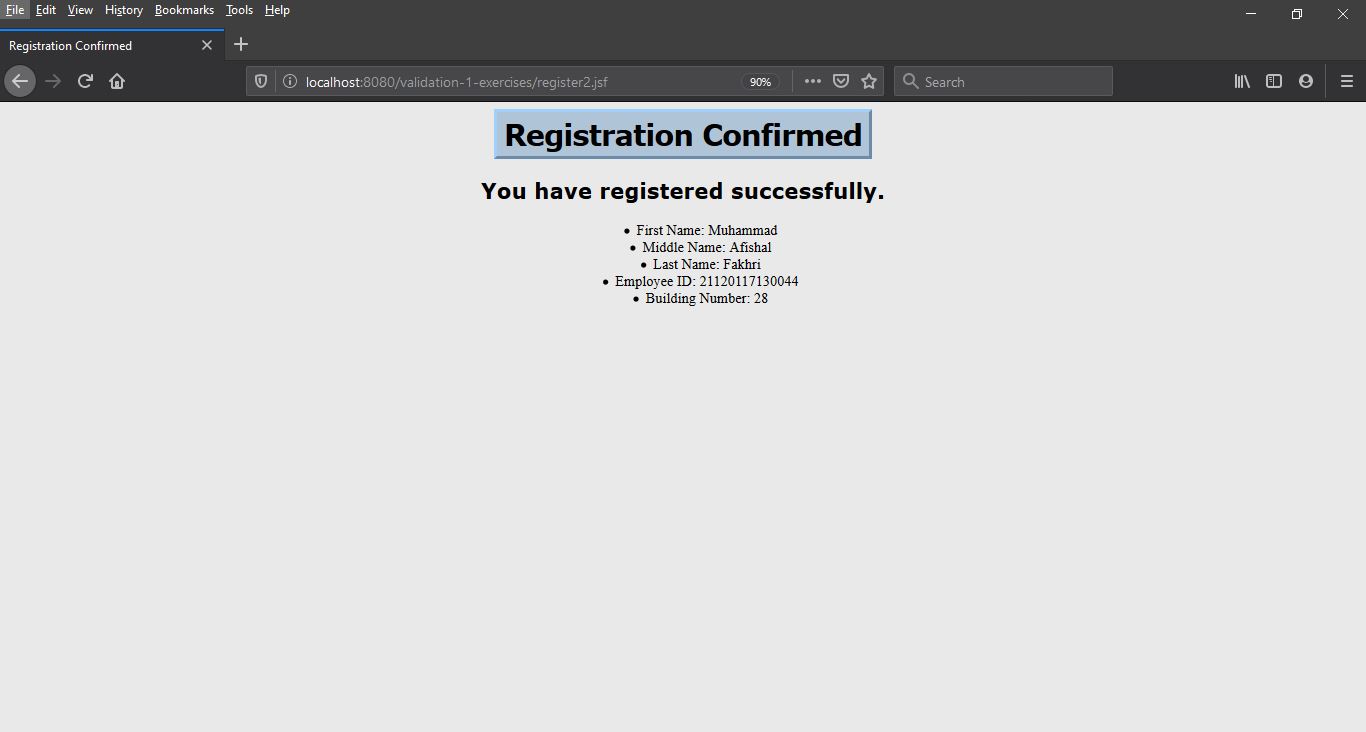 File Edit View History Bookmarks Tools Help
Registration Confirmed
localhost:8080/validation-1-exercises/register2.jsf 90% Search
Registration Confirmed
You have registered successfully.
• First Name: Muhammad
• Middle Name: Afishal
• Last Name: Fakhri
• Employee ID: 21120117130044
• Building Number: 28